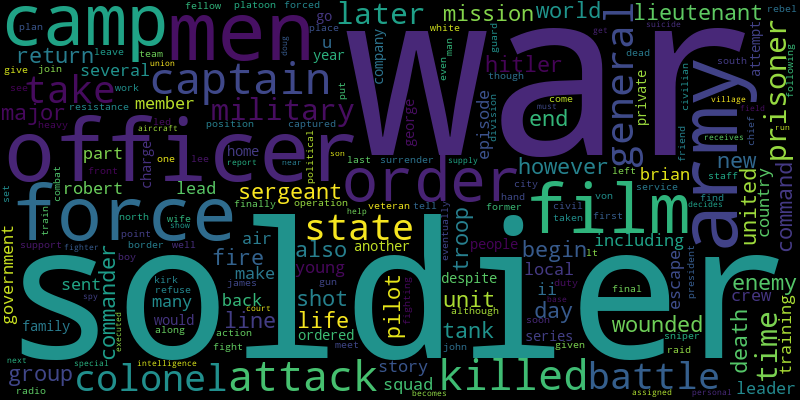 camp
men
war
soldier
officer
army
force
film
order
captain
take
state
attack
killed
colonel
battle
general
prisoner
military
mission
lieutenant
later
world
return
several
major
member
part
robert
lead
sergeant
however
brian
new
end
episode
hitler
company
george
division
fellow
platoon
forced
place
go
u
year
leave
team
join
work
plan
give
union
resistance
heavy
aircraft
position
captured
home
report
near
charge
one
led
lee
front
set
train
combat
north
wife
finally
operation
veteran
tell
former
last
surrender
supply
political
son
put
white
even
man
guard
though
private
come
must
civilian
friend
village
field
south
attempt
suicide
dead
rebel
following
run
chief
receives
staff
find
decides
united
country
command
left
service
von
city
hand
civil
taken
first
help
show
point
border
well
support
fighter
boy
air
also
another
young
fire
make
sent
many
commander
government
family
would
along
back
line
shot
life
ordered
pilot
unit
tank
troop
people
begin
including
local
despite
ii
day
although
eventually
lt
escape
president
final
crew
enemy
wounded
death
time
training
sniper
raid
duty
base
soon
given
series
story
squad
john
meet
fighting
gun
james
kirk
refuse
spy
court
action
fight
executed
next
group
radio
special
intelligence
becomes
assigned
personal
leader
doug
get
see